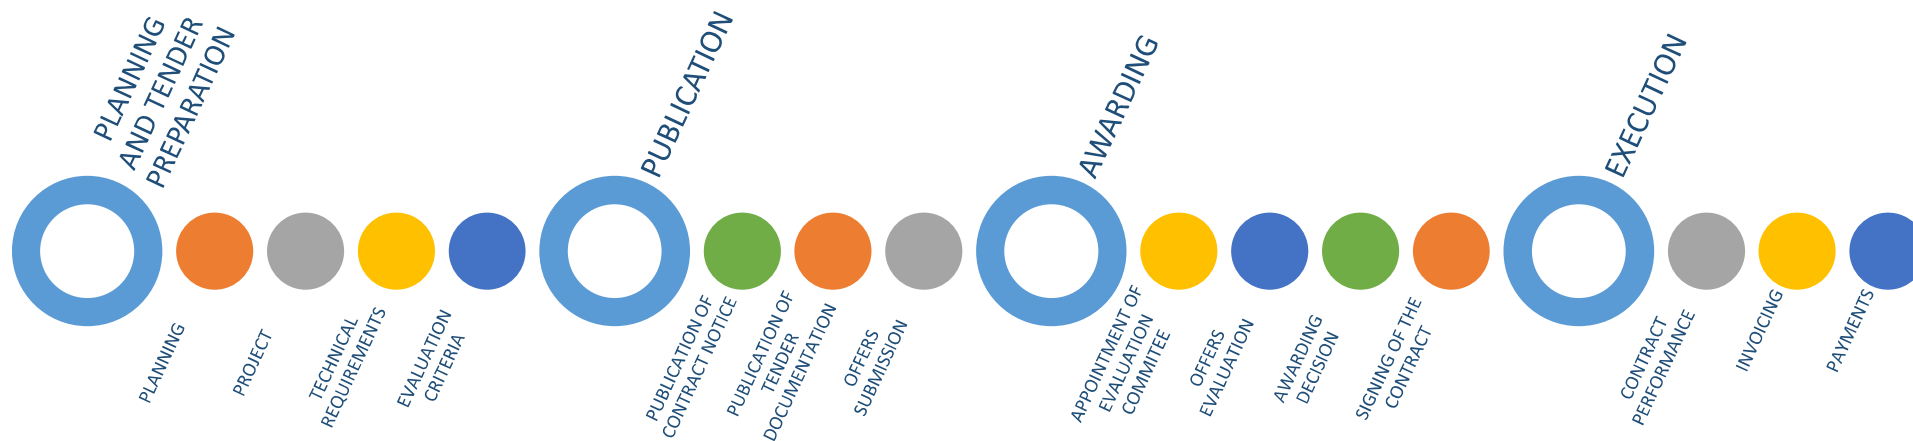 PLANNING
AND TENDER
PREPARATION
PLANNING
PROJECT
TECHNICAL
REQUIREMENTS
EVALUATION
CRITERIA
PUBLICATION
PUBLICATION OF
CONTRACT NOTICE
PUBLICATION OF
TENDER
DOCUMENTATION
OFFERS
SUBMISSION
AWARDING
APPOINTMENT OF
EVALUATION
COMMITEE
OFFERS
EVALUATION
AWARDING
DECISION
SIGNING OF THE
CONTRACT
EXECUTION
CONTRACT
PERFORMANCE
INVOICING
PAYMENTS